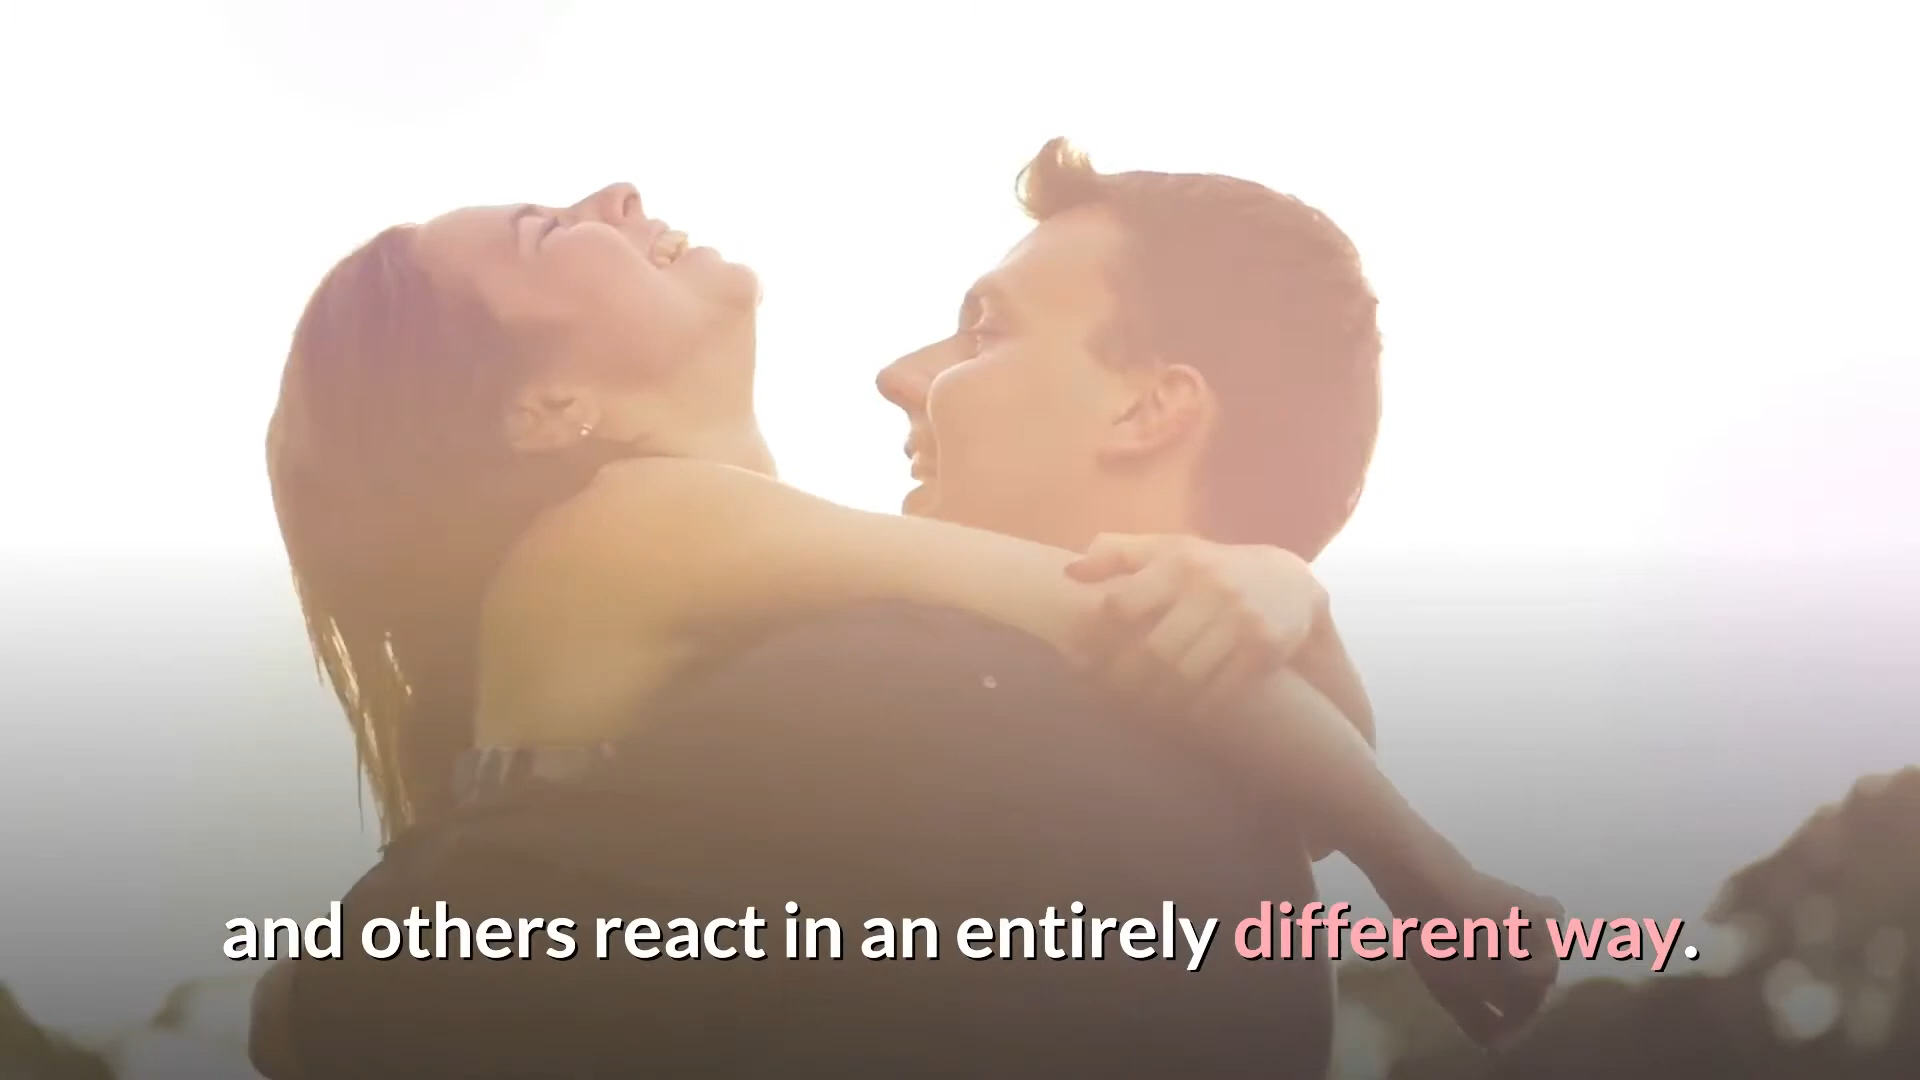 and others react in an entirely different way.